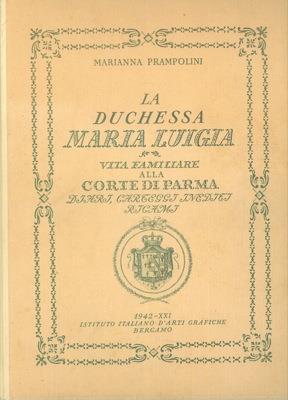 MARIANNA PRAMPOLINI
LA
DUCHESSA
MARIA LUIGIA
VITA FAMILIARE
ALLA
CORTE DI PARMA
DIARI, CARTEGGI INEDITI
RICAMI
1942-XXI
ISTITUTO ITALIANO D'ARTI GRAFICHE
BERGAMO